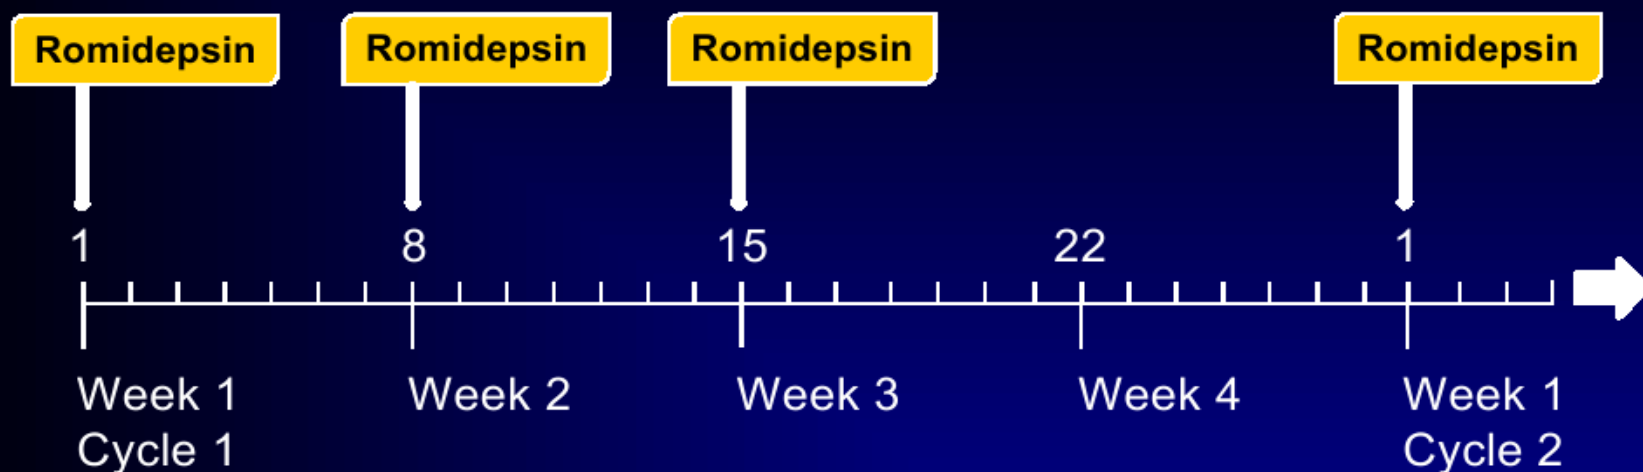 Romidepsin Romidepsin Romidepsin Romidepsin
1 8 15 22 1
Week 1 Week 2 Week 3 Week 4 Week 1
Cycle 1 Cycle 2